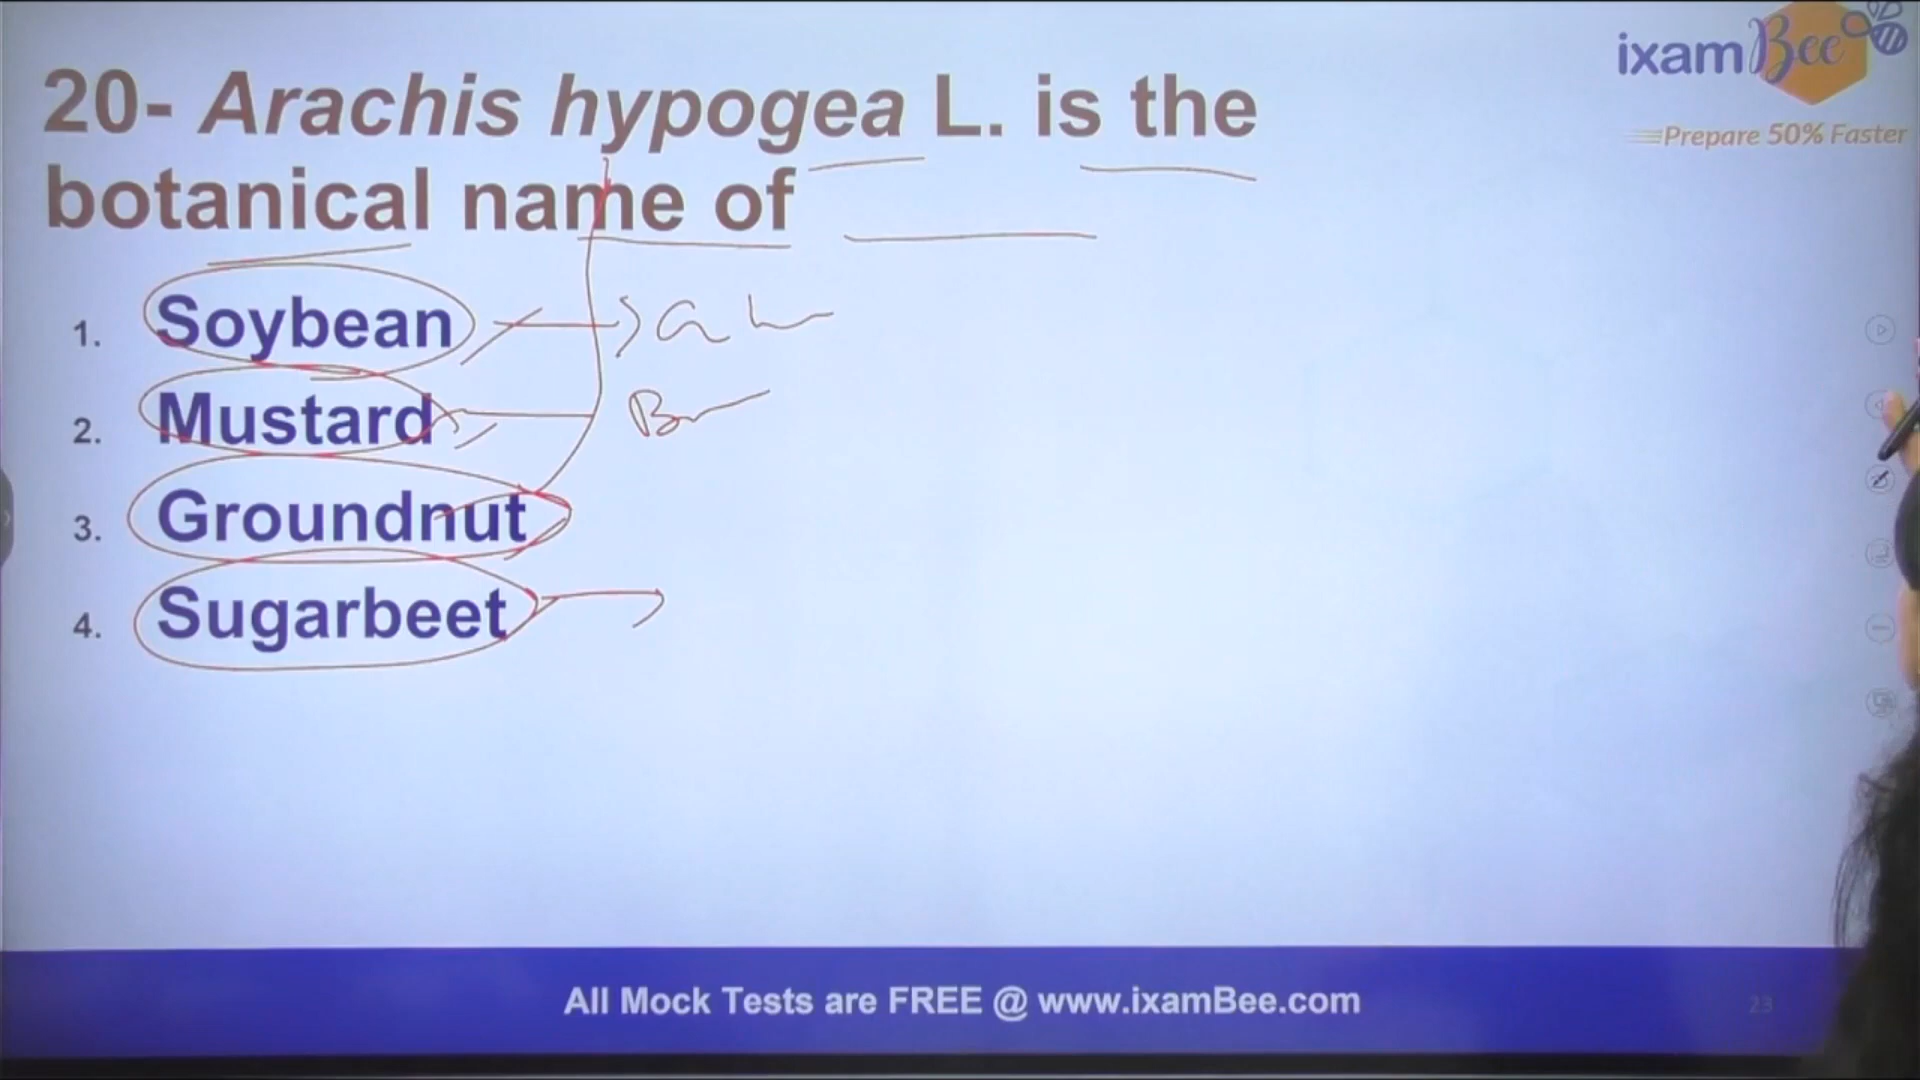 ixamBee
Prepare 50% Faster
20- Arachis hypogea L. is the
botanical name of
1. Soybean
2. Mustard
3. Groundnut
4. Sugarbeet
All Mock Tests are FREE @ www.ixamBee.com
23